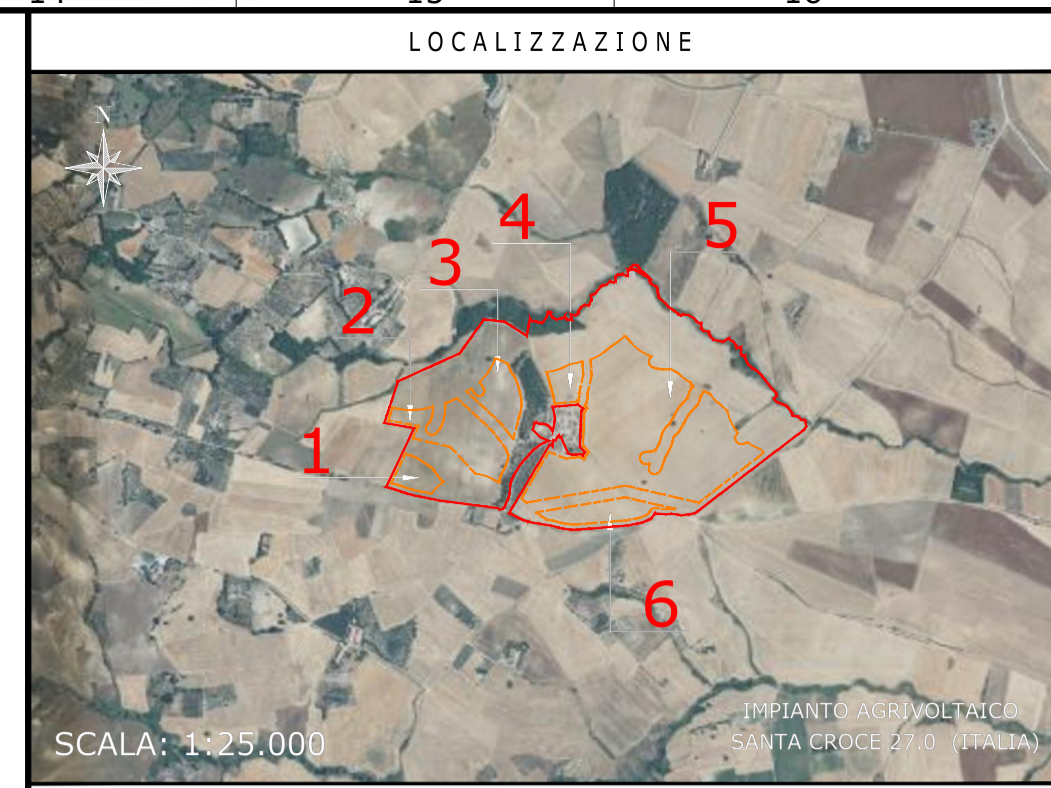 LOCALIZZAZIONE
N
4
5
3
2
1
6
IMPIANTO AGRIVOLTAICO
SCALA: 1:25.000
SANTA CROCE 27.0 (ITALIA)